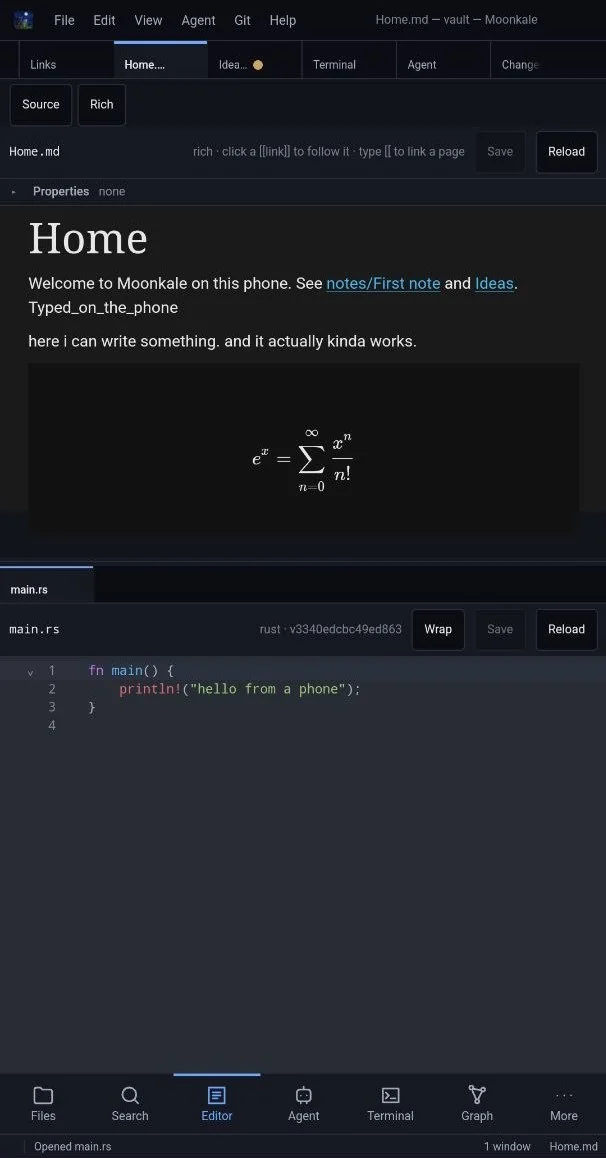 File Edit View Agent Git Help Home.md — vault — Moonkale
Links Home.... Idea... Terminal Agent Change
Source Rich
Home.md rich · click a [[link]] to follow it · type [[ to link a page Save Reload
Properties none
Home
Welcome to Moonkale on this phone. See notes/First note and Ideas.
Typed_on_the_phone
here i can write something. and it actually kinda works.
e^x = ∑_{n=0}^{∞} x^n / n!
main.rs
main.rs rust · v3340edcbc49ed863 Wrap Save Reload
1 fn main() {
2 println!("hello from a phone");
3 }
4
Files Search Editor Agent Terminal Graph More
Opened main.rs 1 window Home.md